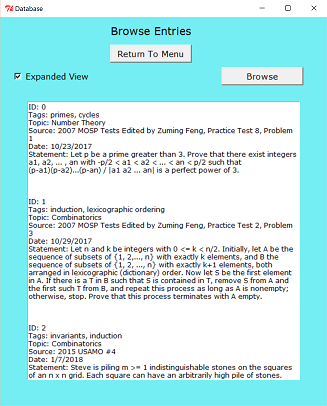 Database
Browse Entries
Return To Menu
Expanded View
Browse
ID: 0
Tags: primes, cycles
Topic: Number Theory
Source: 2007 MOSP Tests Edited by Zuming Feng, Practice Test 8, Problem
1
Date: 10/23/2017
Statement: Let p be a prime greater than 3. Prove that there exist integers
a1, a2, ... , an with -p/2 < a1 < a2 < ... < an < p/2 such that
(p-a1)(p-a2)...(p-an) / |a1 a2 ... an| is a perfect power of 3.
ID: 1
Tags: induction, lexicographic ordering
Topic: Combinatorics
Source: 2007 MOSP Tests Edited by Zuming Feng, Practice Test 2, Problem
3
Date: 10/29/2017
Statement: Let n and k be integers with 0 <= k < n/2. Initially, let A be the
sequence of subsets of {1, 2,..., n} with exactly k elements, and B the
sequence of subsets of {1, 2, ..., n} with exactly k+1 elements, both
arranged in lexicographic (dictionary) order. Now let S be the first element
in A. If there is a T in B such that S is contained in T, remove S from A and
the first such T from B, and repeat this process as long as A is nonempty;
otherwise, stop. Prove that this process terminates with A empty.
ID: 2
Tags: invariants, induction
Topic: Combinatorics
Source: 2015 USAMO #4
Date: 1/7/2018
Statement: Steve is piling m >= 1 indistinguishable stones on the squares
of an n x n grid. Each square can have an arbitrarily high pile of stones.